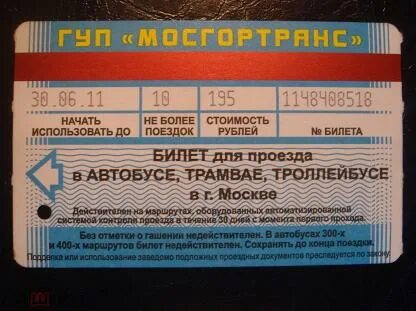 ГУП «МОСГОРТРАНС»
30.06.11 10 195 1148408518
НАЧАТЬ ИСПОЛЬЗОВАТЬ ДО
НЕ БОЛЕЕ ПОЕЗДОК
СТОИМОСТЬ РУБЛЕЙ
№ БИЛЕТА
БИЛЕТ для проезда
в АВТОБУСЕ, ТРАМВАЕ, ТРОЛЛЕЙБУСЕ
в г. Москве
Действителен на маршрутах, оборудованных автоматизированной
системой контроля проезда в течение 30 дней с момента первого прохода.
Без отметки о гашении недействителен. В автобусах 300-х
и 400-х маршрутов билет недействителен. Сохранять до конца поездки.
Подделка или использование заведомо подложных проездных документов преследуется по закону